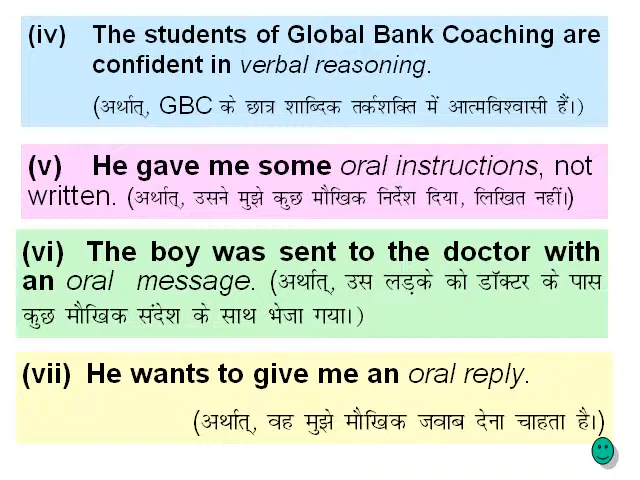 (iv) The students of Global Bank Coaching are
confident in verbal reasoning.
(अर्थात्, GBC के छात्र शाब्दिक तर्कशक्ति में आत्मविश्वासी हैं।)
(v) He gave me some oral instructions, not
written. (अर्थात्, उसने मुझे कुछ मौखिक निर्देश दिया, लिखित नहीं।)
(vi) The boy was sent to the doctor with
an oral message. (अर्थात्, उस लड़के को डॉक्टर के पास
कुछ मौखिक संदेश के साथ भेजा गया।)
(vii) He wants to give me an oral reply.
(अर्थात्, वह मुझे मौखिक जवाब देना चाहता है।)